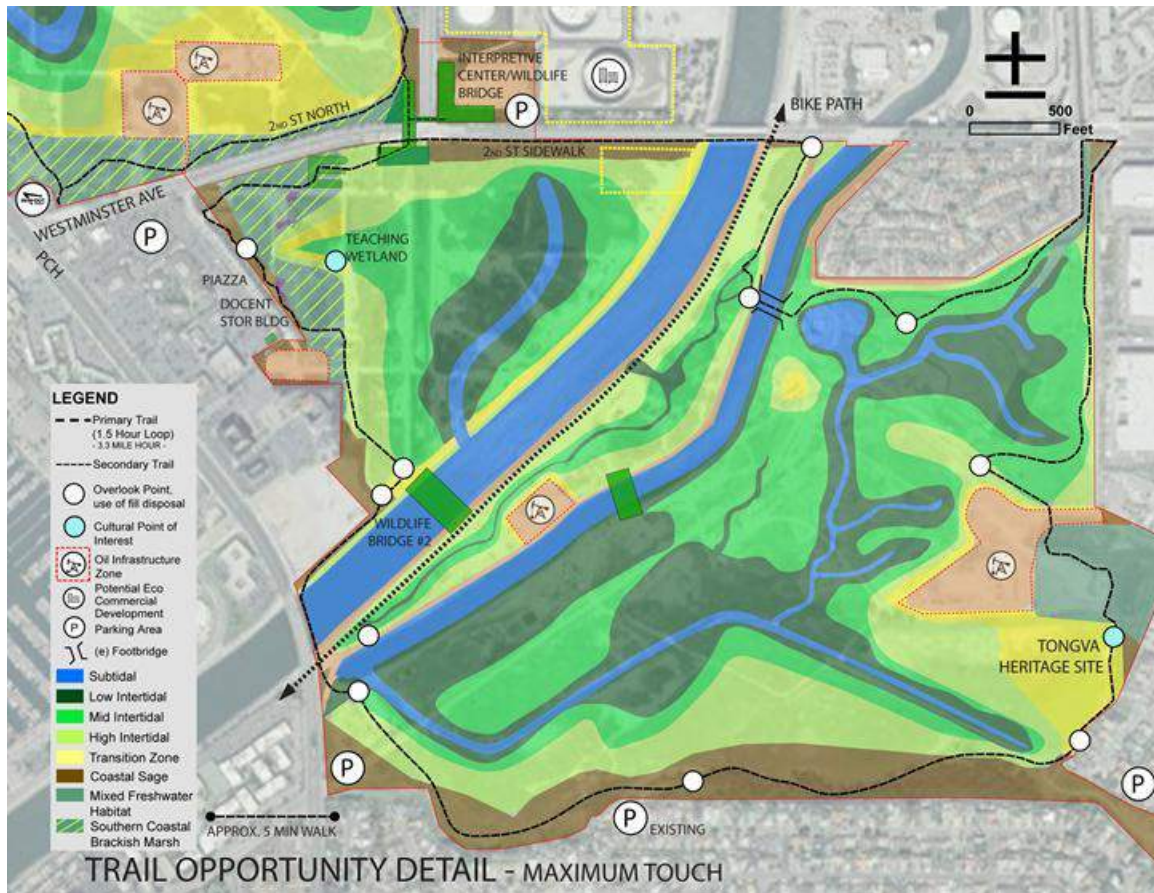 INTERPRETIVE
CENTER/WILDLIFE
BRIDGE
P
BIKE PATH
0 500
Feet
2ND ST NORTH
2ND ST SIDEWALK
WESTMINSTER AVE
P
PCH
TEACHING
WETLAND
PIAZZA
DOCENT
STOR BLDG
WILDLIFE
BRIDGE #2
TONGVA
HERITAGE SITE
LEGEND
Primary Trail
(1.5 Hour Loop)
- 3.3 MILE HOUR -
Secondary Trail
Overlook Point,
use of fill disposal
Cultural Point of
Interest
Oil Infrastructure
Zone
Potential Eco
Commercial
Development
P Parking Area
(e) Footbridge
Subtidal
Low Intertidal
Mid Intertidal
High Intertidal
Transition Zone
Coastal Sage
Mixed Freshwater
Habitat
Southern Coastal
Brackish Marsh
P
P
P EXISTING
APPROX. 5 MIN WALK
TRAIL OPPORTUNITY DETAIL - MAXIMUM TOUCH